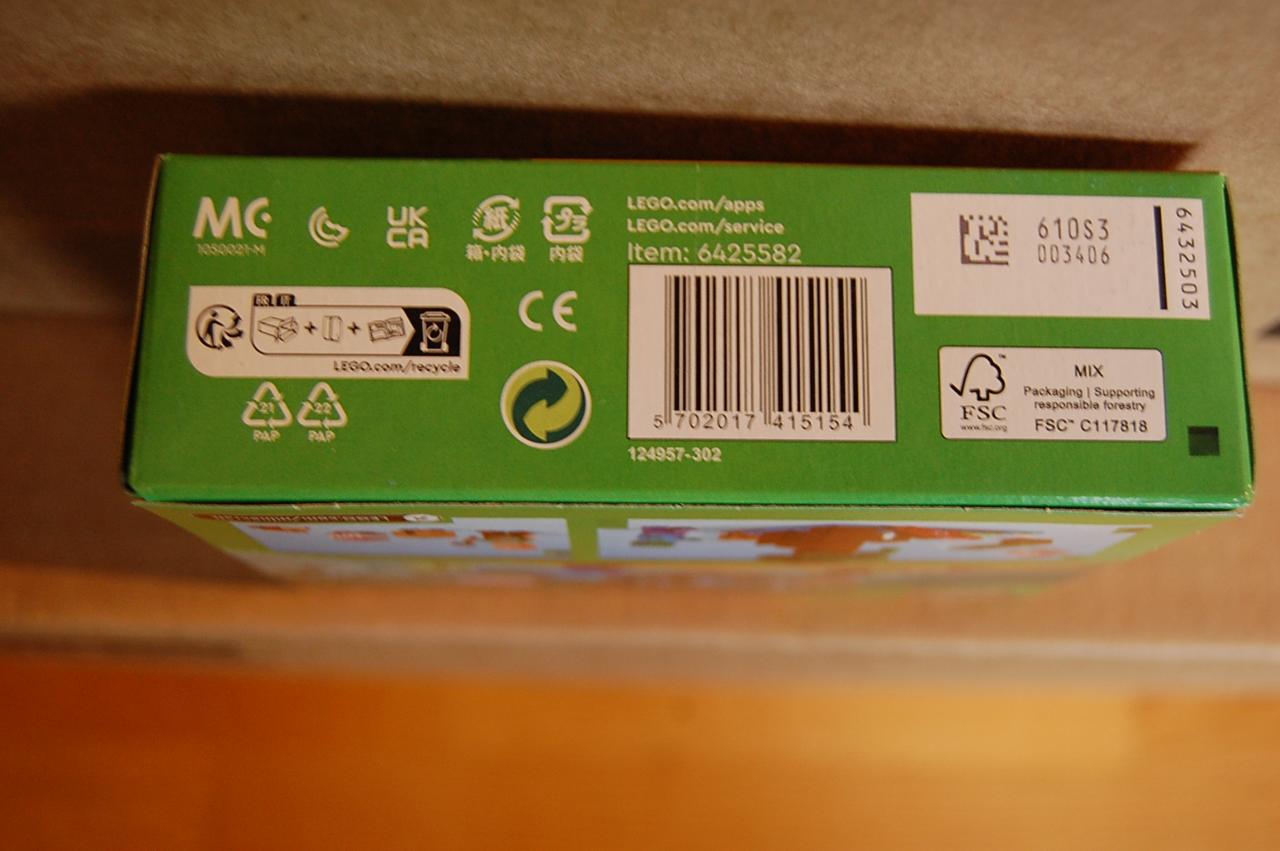 MC
1050021-M
UK
CA
紙
箱・内袋
プラ
内袋
LEGO.com/apps
LEGO.com/service
Item: 6425582
610S3
003406
6432503
FR
LEGO.com/recycle
CE
21
PAP
22
PAP
5 702017 415154
124957-302
FSC™
www.fsc.org
MIX
Packaging | Supporting
responsible forestry
FSC™ C117818